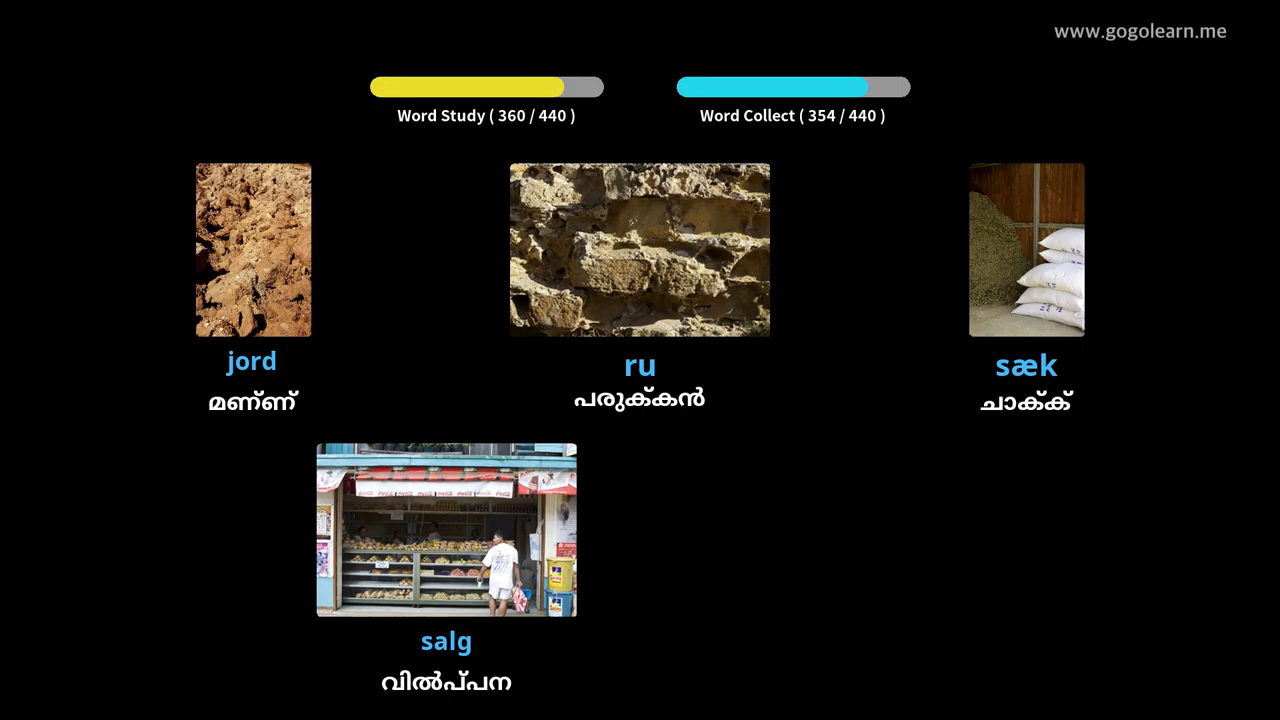 www.gogolearn.me
Word Study ( 360 / 440 )
Word Collect ( 354 / 440 )
jord
മണ്ണ്
ru
പരുക്കൻ
sæk
ചാക്ക്
salg
വിൽപ്പന